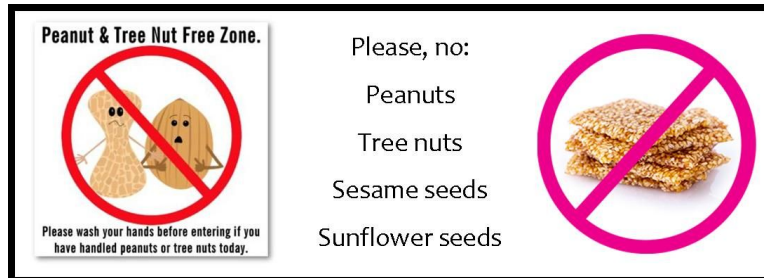 Peanut & Tree Nut Free Zone.
Please wash your hands before entering if you
have handled peanuts or tree nuts today.
Please, no:
Peanuts
Tree nuts
Sesame seeds
Sunflower seeds